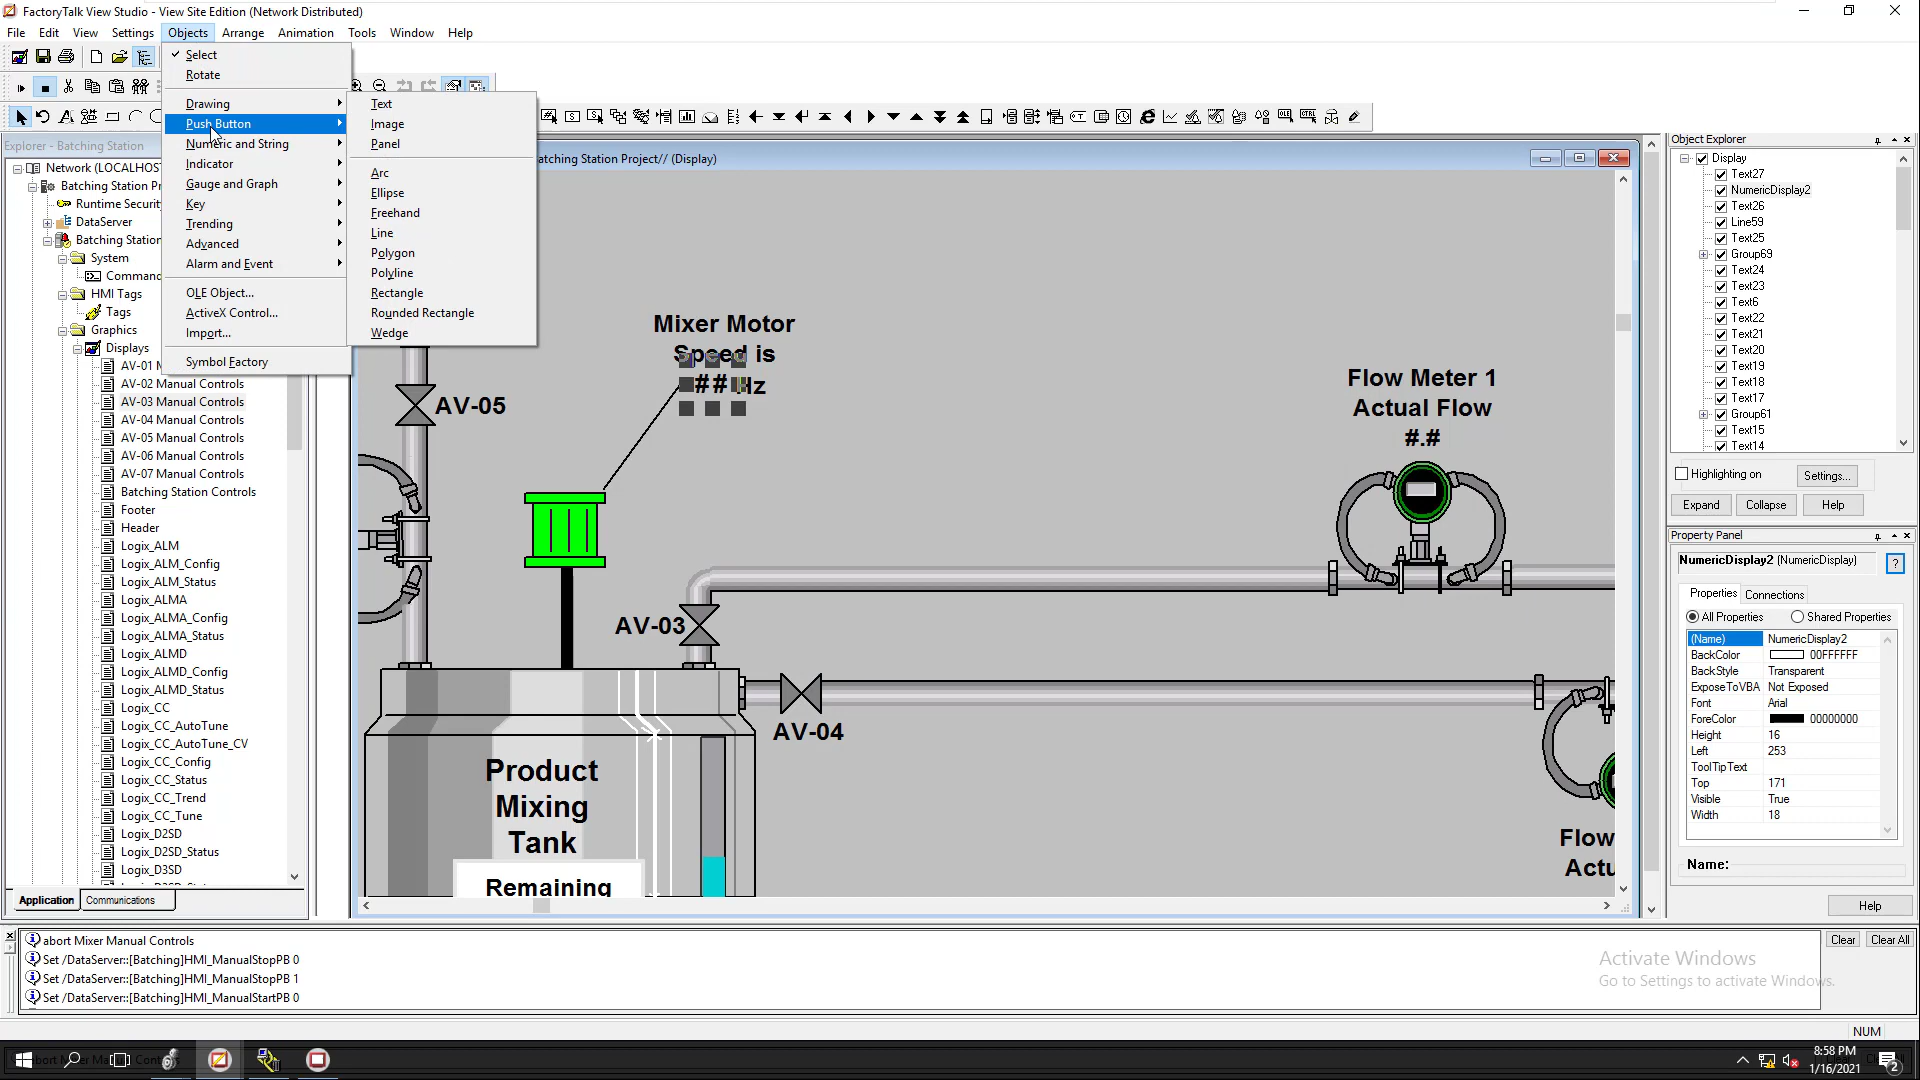 FactoryTalk View Studio - View Site Edition (Network Distributed)
File Edit View Settings Objects Arrange Animation Tools Window Help
Select
Rotate
Drawing
Push Button
Numeric and String
Indicator
Gauge and Graph
Key
Trending
Advanced
Alarm and Event
OLE Object...
ActiveX Control...
Import...
Symbol Factory
Text
Image
Panel
Arc
Ellipse
Freehand
Line
Polygon
Polyline
Rectangle
Rounded Rectangle
Wedge
Explorer - Batching Station
Network (LOCALHOS
Batching Station Pr
Runtime Security
DataServer
Batching Station
System
Comman
HMI Tags
Tags
Graphics
Displays
AV-01
AV-02 Manual Controls
AV-03 Manual Controls
AV-04 Manual Controls
AV-05 Manual Controls
AV-06 Manual Controls
AV-07 Manual Controls
Batching Station Controls
Footer
Header
Logix_ALM
Logix_ALM_Config
Logix_ALM_Status
Logix_ALMA
Logix_ALMA_Config
Logix_ALMA_Status
Logix_ALMD
Logix_ALMD_Config
Logix_ALMD_Status
Logix_CC
Logix_CC_AutoTune
Logix_CC_AutoTune_CV
Logix_CC_Config
Logix_CC_Status
Logix_CC_Trend
Logix_CC_Tune
Logix_D2SD
Logix_D2SD_Status
Logix_D3SD
Application Communications
atching Station Project// (Display)
Mixer Motor
Speed is
## Hz
AV-05
Flow Meter 1
Actual Flow
#.#
AV-03
AV-04
Product
Mixing
Tank
Remaining
Flow
Actu
Object Explorer
Display
Text27
NumericDisplay2
Text26
Line59
Text25
Group69
Text24
Text23
Text6
Text22
Text21
Text20
Text19
Text18
Text17
Group61
Text15
Text14
Highlighting on Settings...
Expand Collapse Help
Property Panel
NumericDisplay2 (NumericDisplay) ?
Properties Connections
All Properties Shared Properties
(Name) NumericDisplay2
BackColor 00FFFFFF
BackStyle Transparent
ExposeToVBA Not Exposed
Font Arial
ForeColor 00000000
Height 16
Left 253
ToolTipText
Top 171
Visible True
Width 18
Name:
Help
abort Mixer Manual Controls
Set /DataServer::[Batching]HMI_ManualStopPB 0
Set /DataServer::[Batching]HMI_ManualStopPB 1
Set /DataServer::[Batching]HMI_ManualStartPB 0
Clear Clear All
Activate Windows
Go to Settings to activate Windows.
NUM
8:58 PM
1/16/2021
2